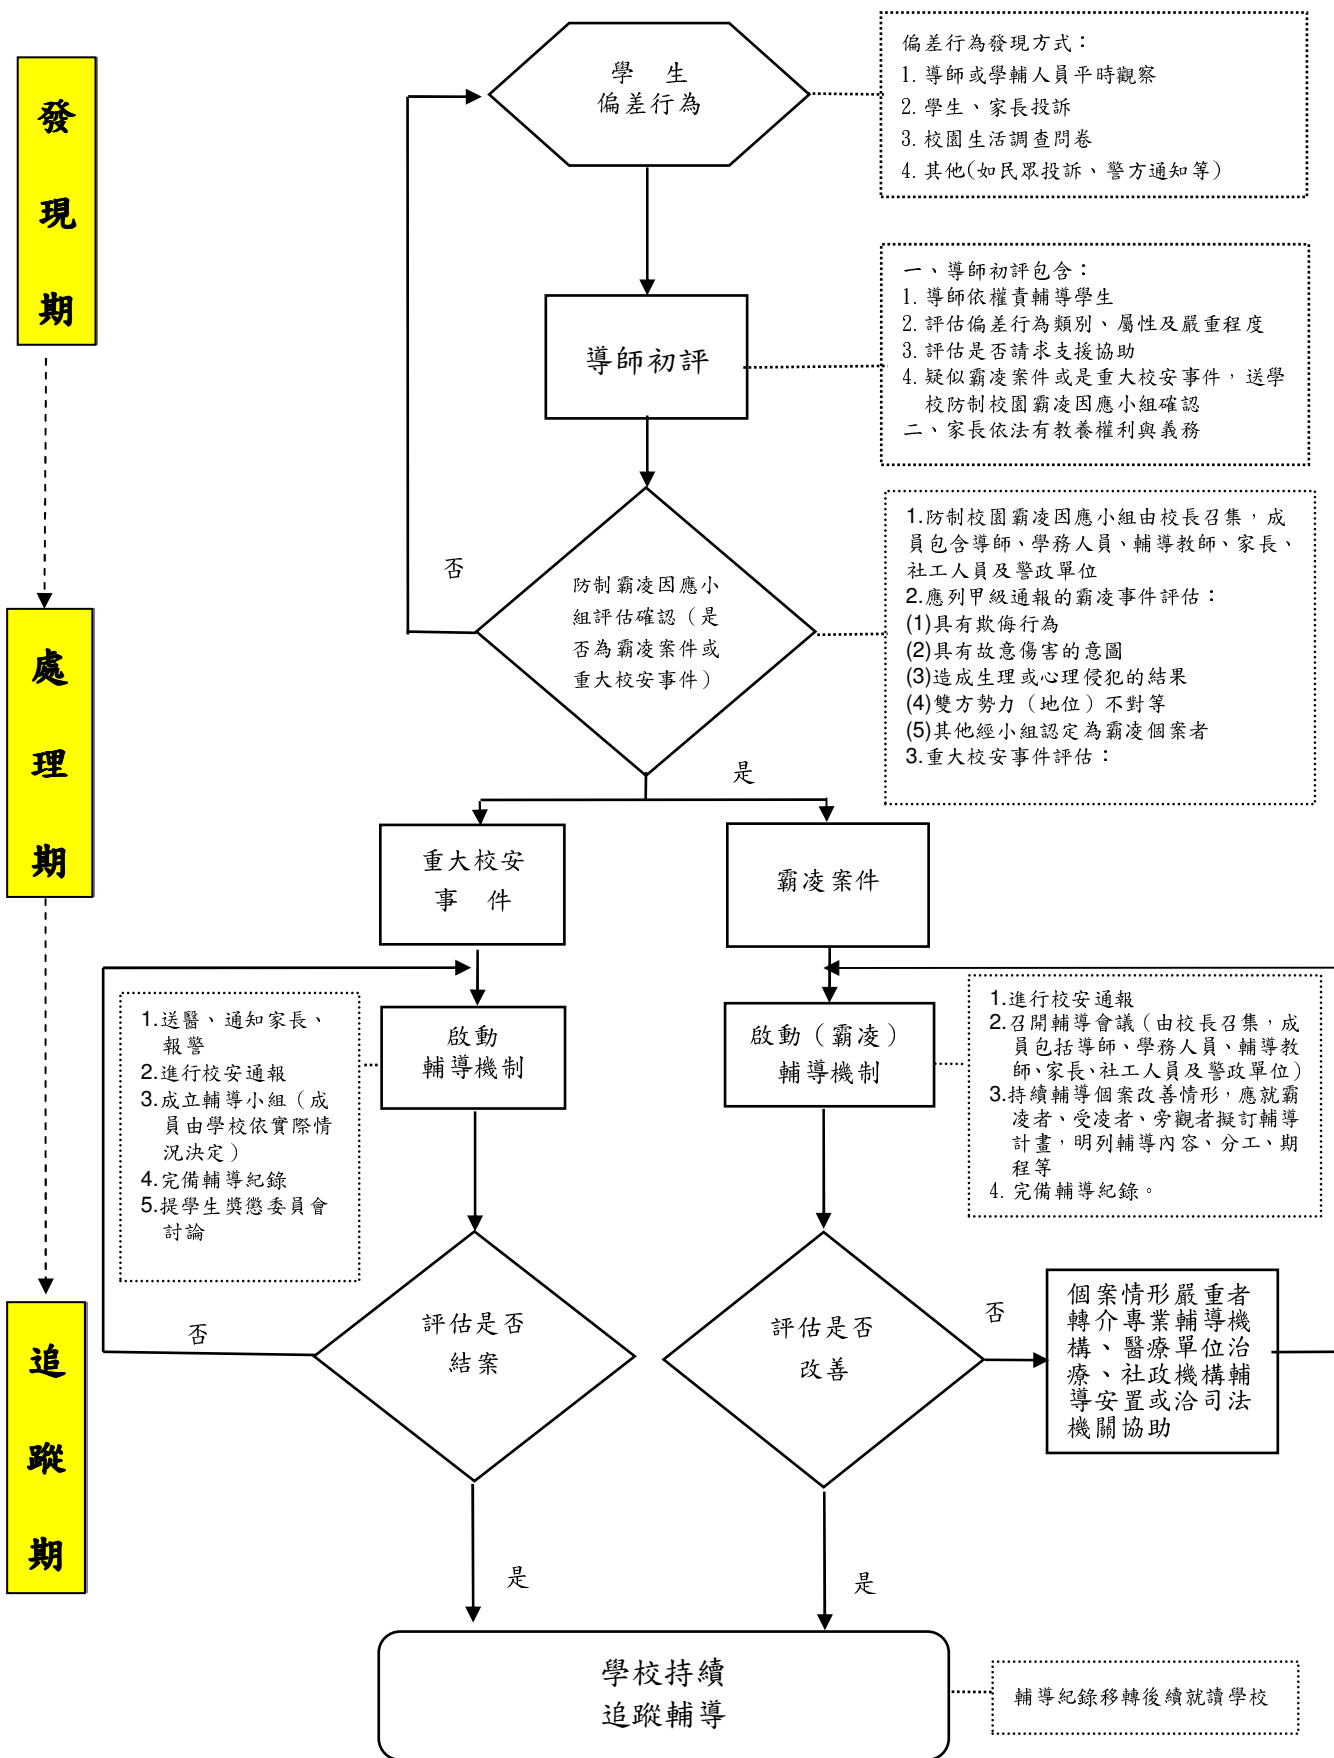 發
現
期
處
理
期
追
蹤
期
學 生
偏差行為
偏差行為發現方式：
1. 導師或學輔人員平時觀察
2. 學生、家長投訴
3. 校園生活調查問卷
4. 其他(如民眾投訴、警方通知等)
導師初評
一、導師初評包含：
1. 導師依權責輔導學生
2. 評估偏差行為類別、屬性及嚴重程度
3. 評估是否請求支援協助
4. 疑似霸凌案件或是重大校安事件，送學
校防制校園霸凌因應小組確認
二、家長依法有教養權利與義務
否
防制霸凌因應小
組評估確認（是
否為霸凌案件或
重大校安事件）
是
1.防制校園霸凌因應小組由校長召集，成
員包含導師、學務人員、輔導教師、家長、
社工人員及警政單位
2.應列甲級通報的霸凌事件評估：
(1)具有欺侮行為
(2)具有故意傷害的意圖
(3)造成生理或心理侵犯的結果
(4)雙方勢力（地位）不對等
(5)其他經小組認定為霸凌個案者
3.重大校安事件評估：
重大校安
事 件
霸凌案件
1.送醫、通知家長、
報警
2.進行校安通報
3.成立輔導小組（成
員由學校依實際情
況決定）
4.完備輔導紀錄
5.提學生獎懲委員會
討論
啟動
輔導機制
啟動（霸凌）
輔導機制
1.進行校安通報
2.召開輔導會議（由校長召集，成
員包括導師、學務人員、輔導教
師、家長、社工人員及警政單位）
3.持續輔導個案改善情形，應就霸
凌者、受凌者、旁觀者擬訂輔導
計畫，明列輔導內容、分工、期
程等
4. 完備輔導紀錄。
否
評估是否
結案
評估是否
改善
否
個案情形嚴重者
轉介專業輔導機
構、醫療單位治
療、社政機構輔
導安置或洽司法
機關協助
是
是
學校持續
追蹤輔導
輔導紀錄移轉後續就讀學校